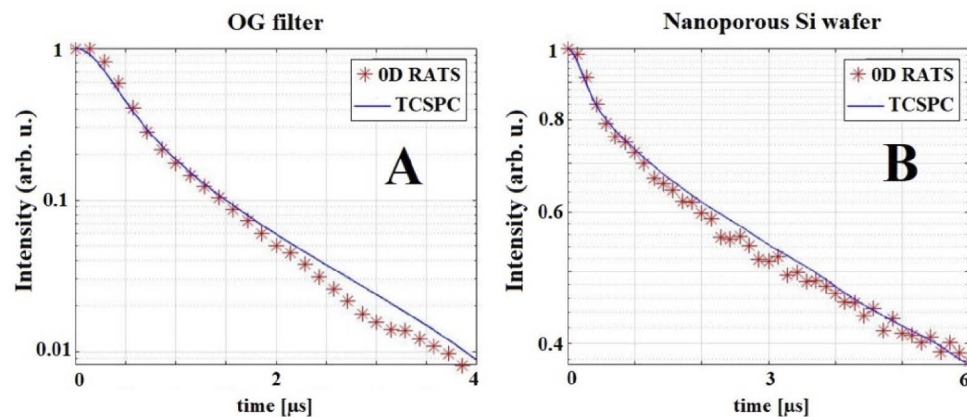 OG filter
Nanoporous Si wafer
1
0D RATS
TCSPC
A
0.1
0.01
Intensity (arb. u.)
0
2
4
time [μs]
1
0D RATS
TCSPC
B
0.8
0.6
0.4
Intensity (arb. u.)
0
3
6
time [μs]